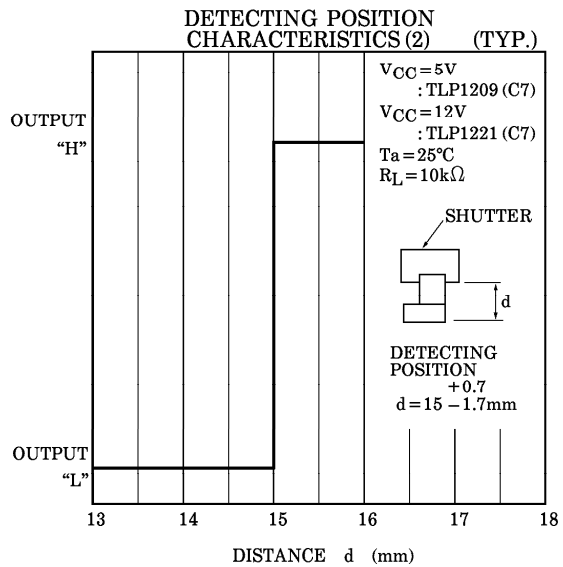 DETECTING POSITION
CHARACTERISTICS (2) (TYP.)
VCC = 5V
: TLP1209 (C7)
VCC = 12V
: TLP1221 (C7)
Ta = 25°C
RL = 10kΩ
OUTPUT
“H”
SHUTTER
d
DETECTING
POSITION
+0.7
d = 15 −1.7mm
OUTPUT
“L”
13 14 15 16 17 18
DISTANCE d (mm)